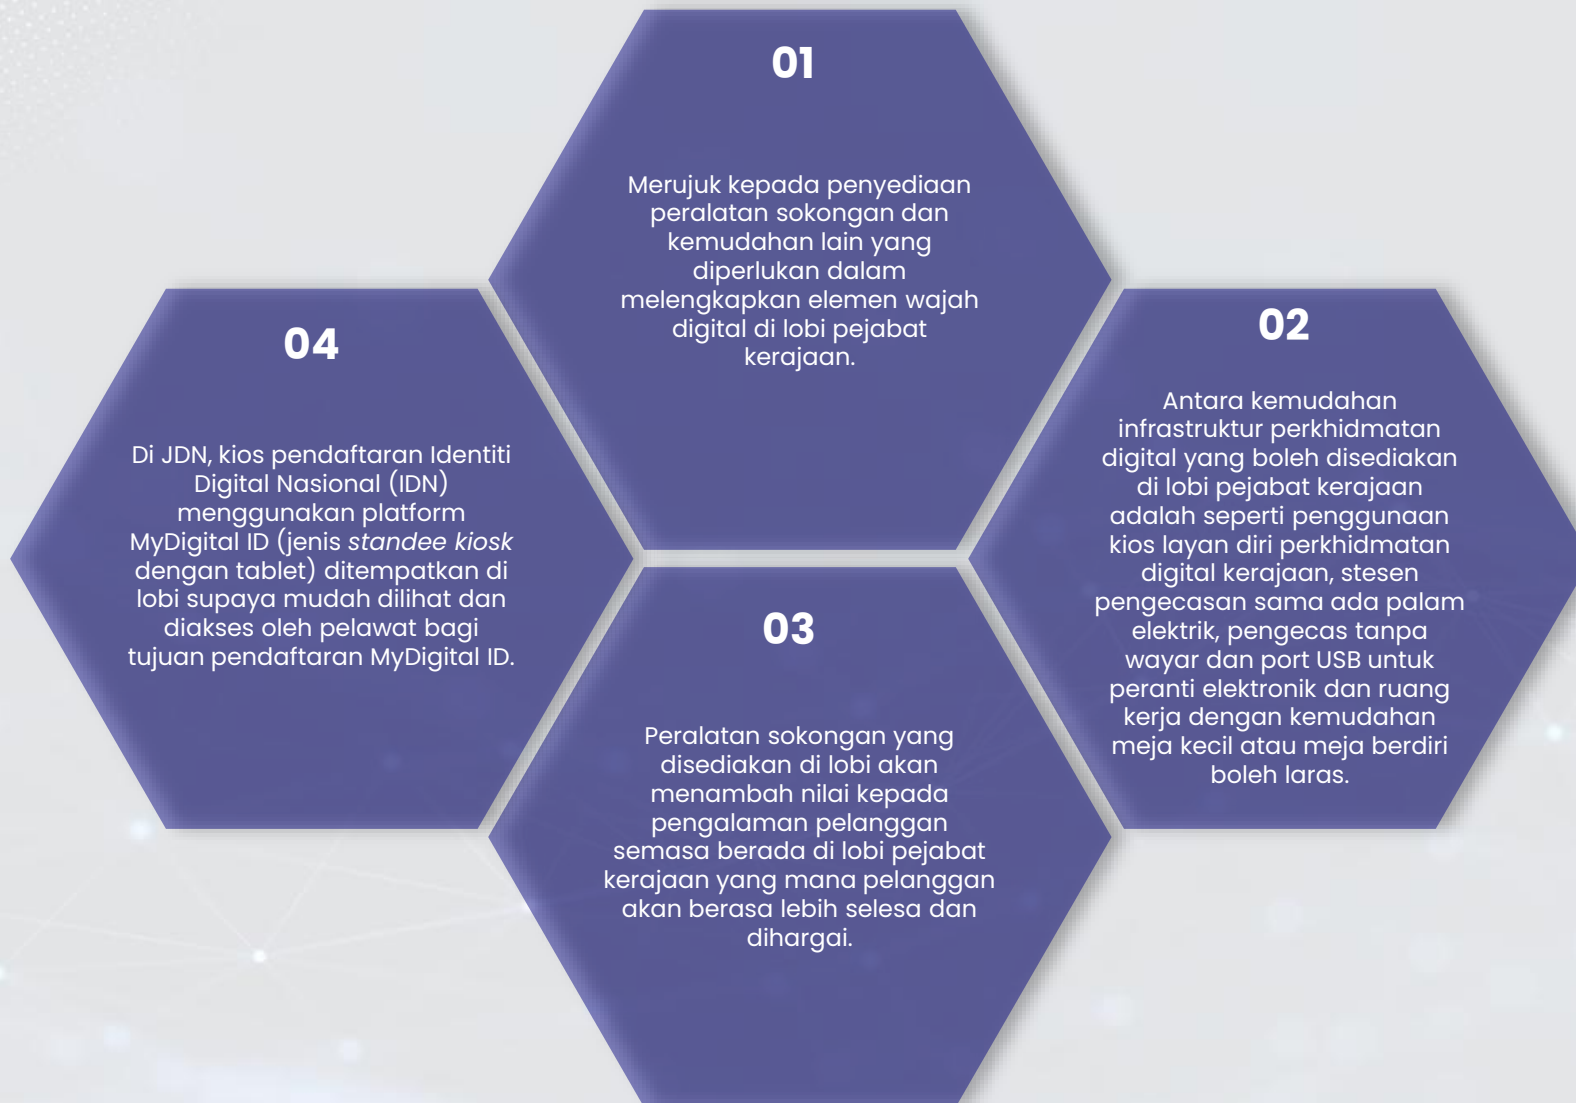 01
Merujuk kepada penyediaan
peralatan sokongan dan
kemudahan lain yang
diperlukan dalam
melengkapkan elemen wajah
digital di lobi pejabat
kerajaan.
02
Antara kemudahan
infrastruktur perkhidmatan
digital yang boleh disediakan
di lobi pejabat kerajaan
adalah seperti penggunaan
kios layan diri perkhidmatan
digital kerajaan, stesen
pengecasan sama ada palam
elektrik, pengecas tanpa
wayar dan port USB untuk
peranti elektronik dan ruang
kerja dengan kemudahan
meja kecil atau meja berdiri
boleh laras.
03
Peralatan sokongan yang
disediakan di lobi akan
menambah nilai kepada
pengalaman pelanggan
semasa berada di lobi pejabat
kerajaan yang mana pelanggan
akan berasa lebih selesa dan
dihargai.
04
Di JDN, kios pendaftaran Identiti
Digital Nasional (IDN)
menggunakan platform
MyDigital ID (jenis standee kiosk
dengan tablet) ditempatkan di
lobi supaya mudah dilihat dan
diakses oleh pelawat bagi
tujuan pendaftaran MyDigital ID.